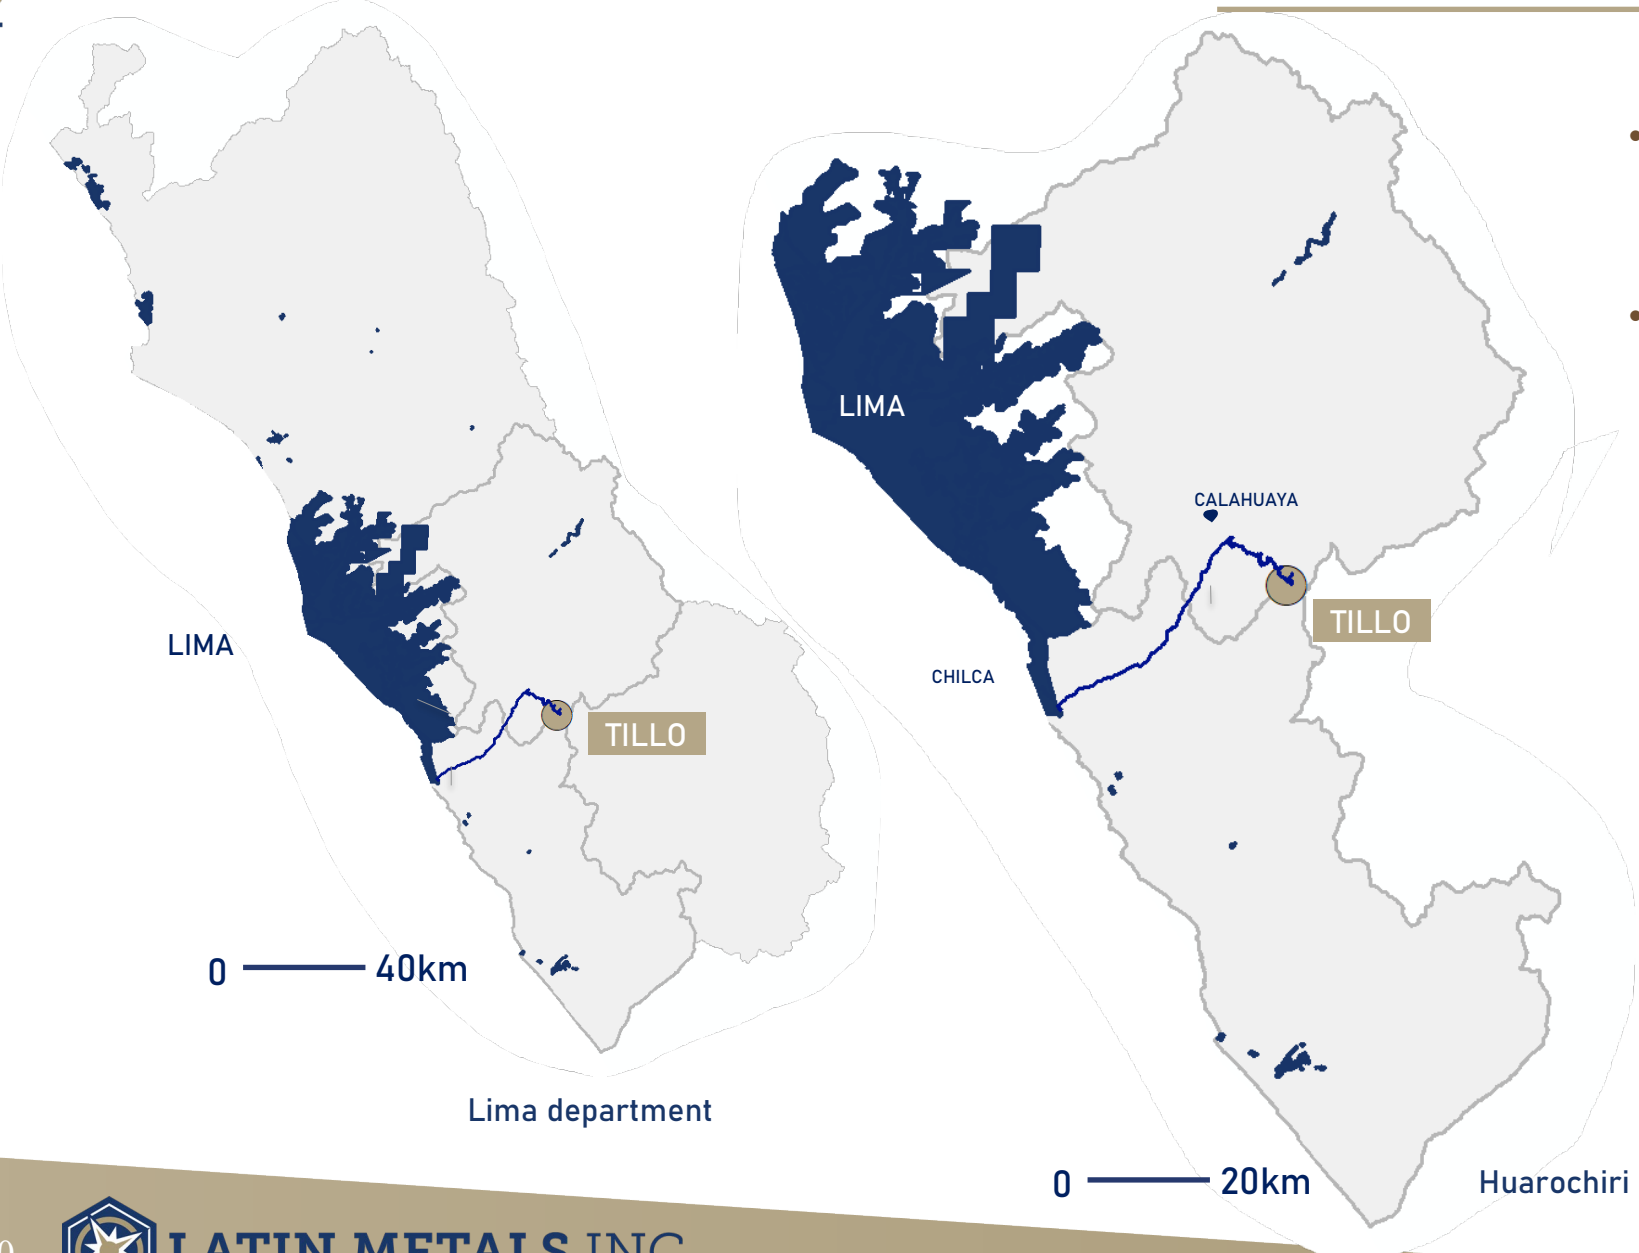 LIMA
TILLO
0 40km
Lima department
LIMA
CALAHUAYA
TILLO
CHILCA
0 20km
Huarochiri
LATIN METALS INC